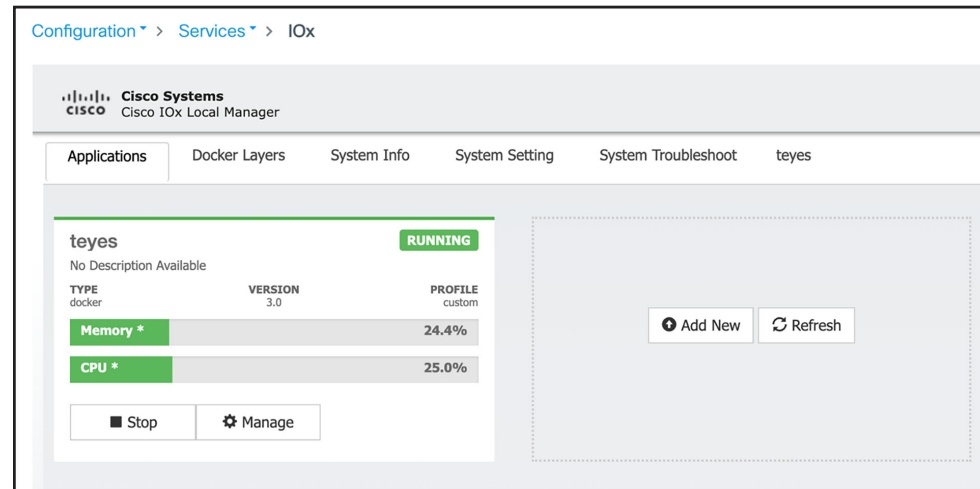 Configuration > Services > IOx
Cisco Systems
CISCO Cisco IOx Local Manager
Applications Docker Layers System Info System Setting System Troubleshoot teyes
teyes RUNNING
No Description Available
TYPE VERSION PROFILE
docker 3.0 custom
Memory * 24.4%
Add New Refresh
CPU * 25.0%
Stop Manage